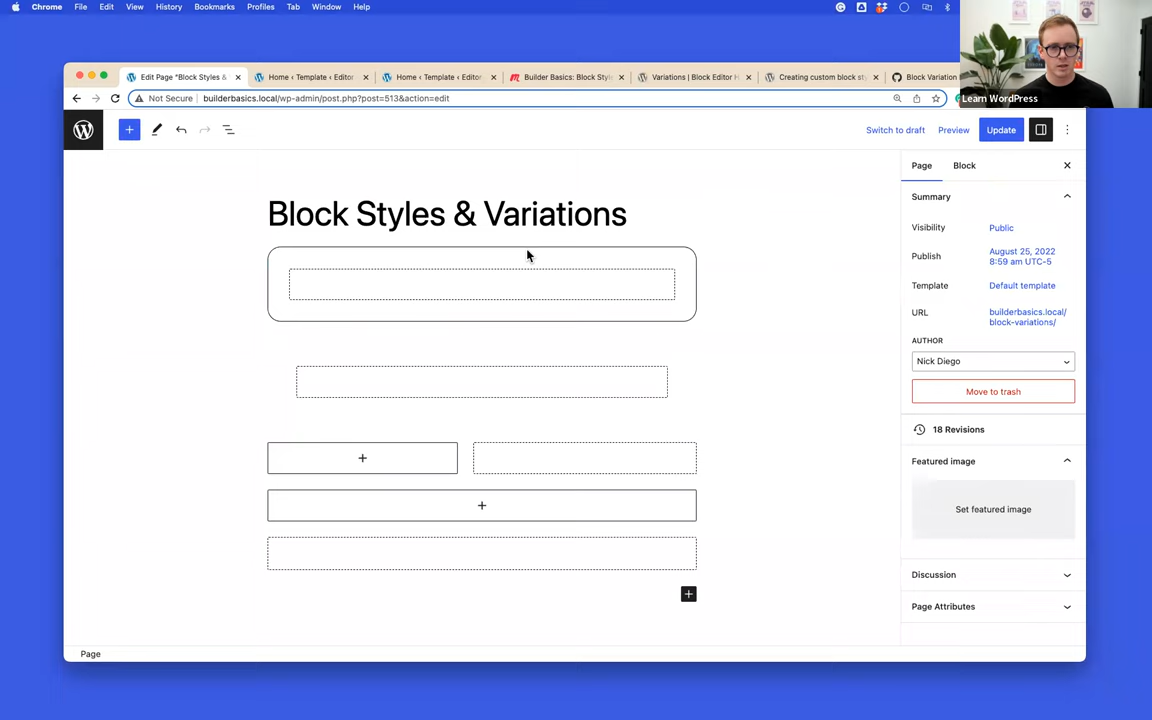 Chrome File Edit View History Bookmarks Profiles Tab Window Help
Edit Page "Block Styles &
Home ‹ Template ‹ Editor
Home ‹ Template ‹ Editor
Builder Basics: Block Style
Variations | Block Editor H
Creating custom block sty
Block Variation
Learn WordPress
Not Secure
builderbasics.local/wp-admin/post.php?post=513&action=edit
Switch to draft
Preview
Update
Page
Block
Summary
Block Styles & Variations
Visibility
Public
Publish
August 25, 2022
8:59 am UTC-5
Template
Default template
URL
builderbasics.local/
block-variations/
AUTHOR
Nick Diego
Move to trash
18 Revisions
Featured image
Set featured image
Discussion
Page Attributes
Page